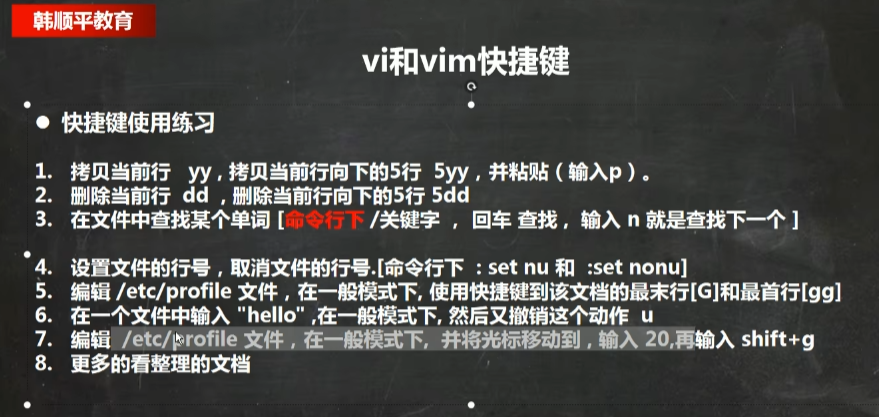 韩顺平教育
vi和vim快捷键
● 快捷键使用练习
1. 拷贝当前行 yy , 拷贝当前行向下的5行 5yy，并粘贴（输入p）。
2. 删除当前行 dd ，删除当前行向下的5行 5dd
3. 在文件中查找某个单词 [命令行下 /关键字 ， 回车 查找 , 输入 n 就是查找下一个 ]
4. 设置文件的行号，取消文件的行号.[命令行下 : set nu 和 :set nonu]
5. 编辑 /etc/profile 文件，在一般模式下, 使用快捷键到该文档的最末行[G]和最首行[gg]
6. 在一个文件中输入 "hello" ,在一般模式下, 然后又撤销这个动作 u
7. 编辑 /etc/profile 文件，在一般模式下, 并将光标移动到 , 输入 20,再输入 shift+g
8. 更多的看整理的文档